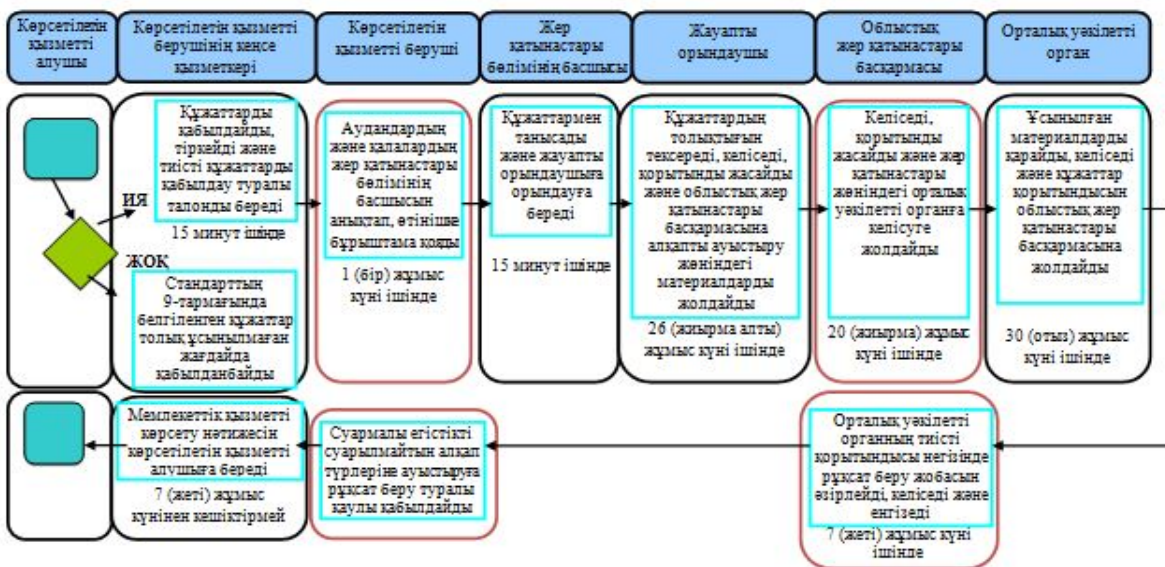 Көрсетілетін
қызметті
алушы
Көрсетілетін қызметті
берушінің кеңсе
қызметкері
Көрсетілетін
қызметті беруші
Жер
қатынастары
бөлімінің басшысы
Жауапты
орындаушы
Облыстық
жер қатынастары
басқармасы
Орталық уәкілетті
орган
ИЯ
Құжаттарды
қабылдайды,
тіркейді және
тиісті құжаттарды
қабылдау туралы
талонды береді
15 минут ішінде
ЖОҚ
Стандарттың
9-тармағында
белгіленген құжаттар
толық ұсынылмаған
жағдайда
қабылданбайды
Аудандардың
және қалалардың
жер қатынастары
бөлімінің
басшысын
анықтап, өтінішке
бұрыштама қояды
1 (бір) жұмыс
күні ішінде
Құжаттармен
танысады
және жауапты
орындаушыға
орындауға
береді
15 минут ішінде
Құжаттардың
толықтығын
тексереді, келіседі,
қорытынды жасайды
және облыстық жер
қатынастары
басқармасына
алқапты ауыстыру
жөніндегі
материалдарды
жолдайды
26 (жиырма алты)
жұмыс күні ішінде
Келіседі,
қорытынды
жасайды және жер
қатынастары
жөніндегі орталық
уәкілетті органға
келісуге
жолдайды
20 (жиырма) жұмыс
күні ішінде
Ұсынылған
материалдарды
қарайды, келіседі
және құжаттар
қорытындысын
облыстық жер
қатынастары
басқармасына
жолдайды
30 (отыз) жұмыс
күні ішінде
Мемлекеттік қызметті
көрсету нәтижесін
көрсетілетін қызметті
алушыға береді
7 (жеті) жұмыс
күнінен кешіктірмей
Суармалы егістікті
суарылмайтын алқап
түрлеріне ауыстыруға
рұқсат беру туралы
қаулы қабылдайды
Орталық уәкілетті
органның тиісті
қорытындысы негізінде
рұқсат беру жобасын
әзірлейді, келіседі және
енгізеді
7 (жеті) жұмыс күні
ішінде